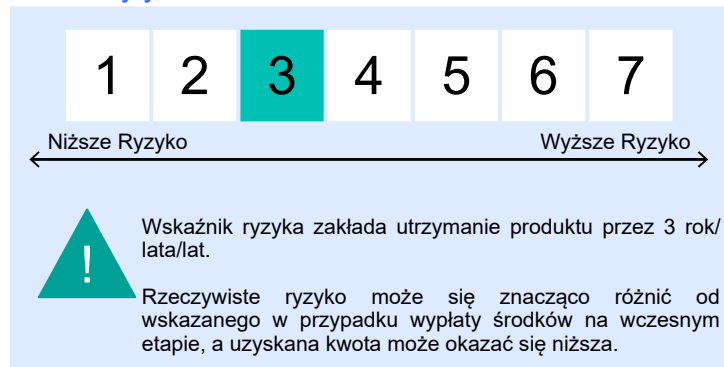 1 2 3 4 5 6 7
Niższe Ryzyko Wyższe Ryzyko
!
Wskaźnik ryzyka zakłada utrzymanie produktu przez 3 rok/
lata/lat.
Rzeczywiste ryzyko może się znacząco różnić od
wskazanego w przypadku wypłaty środków na wczesnym
etapie, a uzyskana kwota może okazać się niższa.